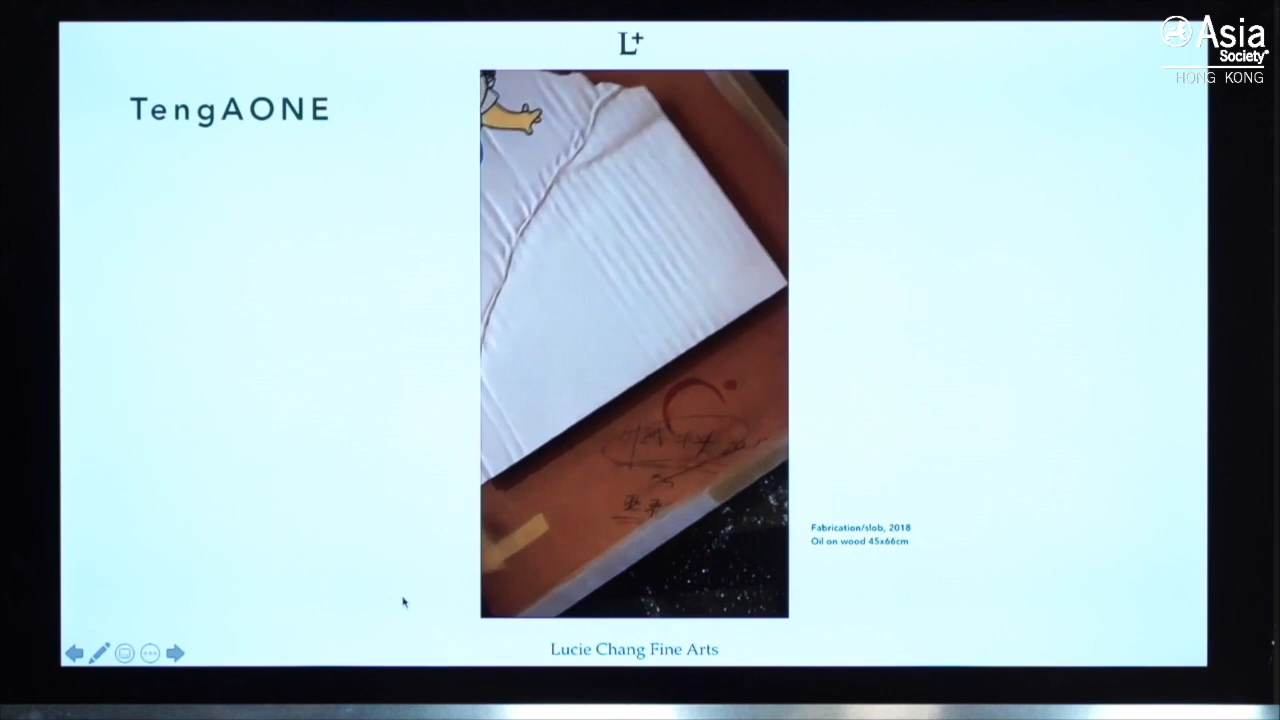 L+
Asia
Society
HONG KONG
TengAONE
Fabrication/slob, 2018
Oil on wood 45x66cm
Lucie Chang Fine Arts